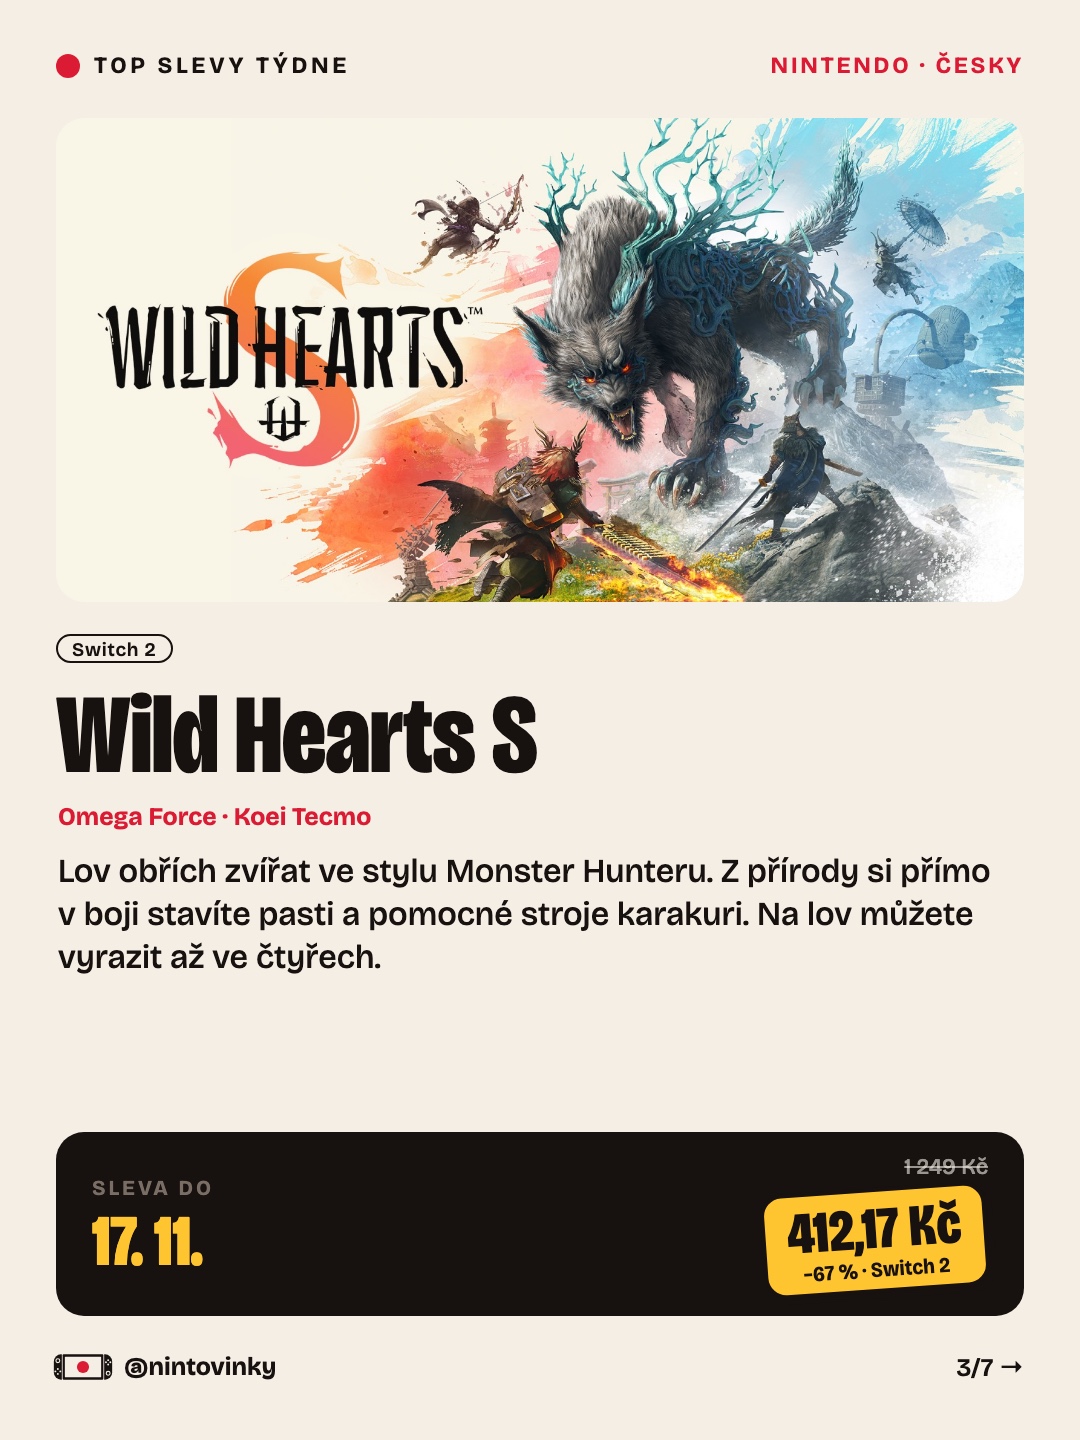 TOP SLEVY TÝDNE
NINTENDO · ČESKY
WILD HEARTS™
S
Switch 2
Wild Hearts S
Omega Force · Koei Tecmo
Lov obřích zvířat ve stylu Monster Hunteru. Z přírody si přímo
v boji stavíte pasti a pomocné stroje karakuri. Na lov můžete
vyrazit až ve čtyřech.
SLEVA DO
17. 11.
1 249 Kč
412,17 Kč
−67 % · Switch 2
@nintovinky
3/7 →